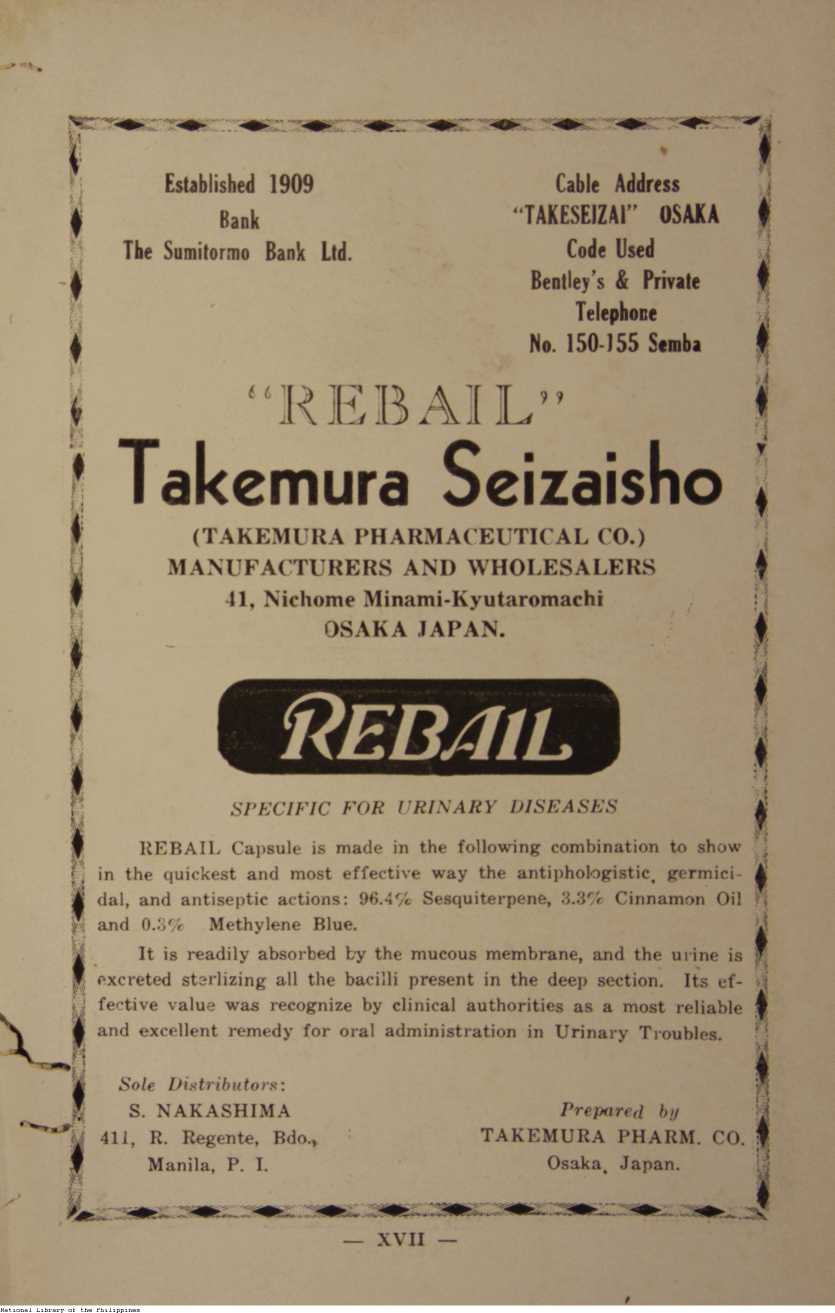 Established 1909
Bank
The Sumitormo Bank Ltd.
Cable Address
"TAKESEIZAI" OSAKA
Code Used
Bentley's & Private
Telephone
No. 150-155 Semba
"REBAIL"
Takemura Seizaisho
(TAKEMURA PHARMACEUTICAL CO.)
MANUFACTURERS AND WHOLESALERS
41, Nichome Minami-Kyutaromachi
OSAKA JAPAN.
REBAIL
SPECIFIC FOR URINARY DISEASES
REBAIL Capsule is made in the following combination to show
in the quickest and most effective way the antiphologistic, germici-
dal, and antiseptic actions: 96.4% Sesquiterpene, 3.3% Cinnamon Oil
and 0.3% Methylene Blue.
It is readily absorbed by the mucous membrane, and the urine is
excreted sterlizing all the bacilli present in the deep section. Its ef-
fective value was recognize by clinical authorities as a most reliable
and excellent remedy for oral administration in Urinary Troubles.
Sole Distributors:
S. NAKASHIMA
411, R. Regente, Bdo.,
Manila, P. I.
Prepared by
TAKEMURA PHARM. CO.
Osaka, Japan.
— XVII —
National Library of the Philippines